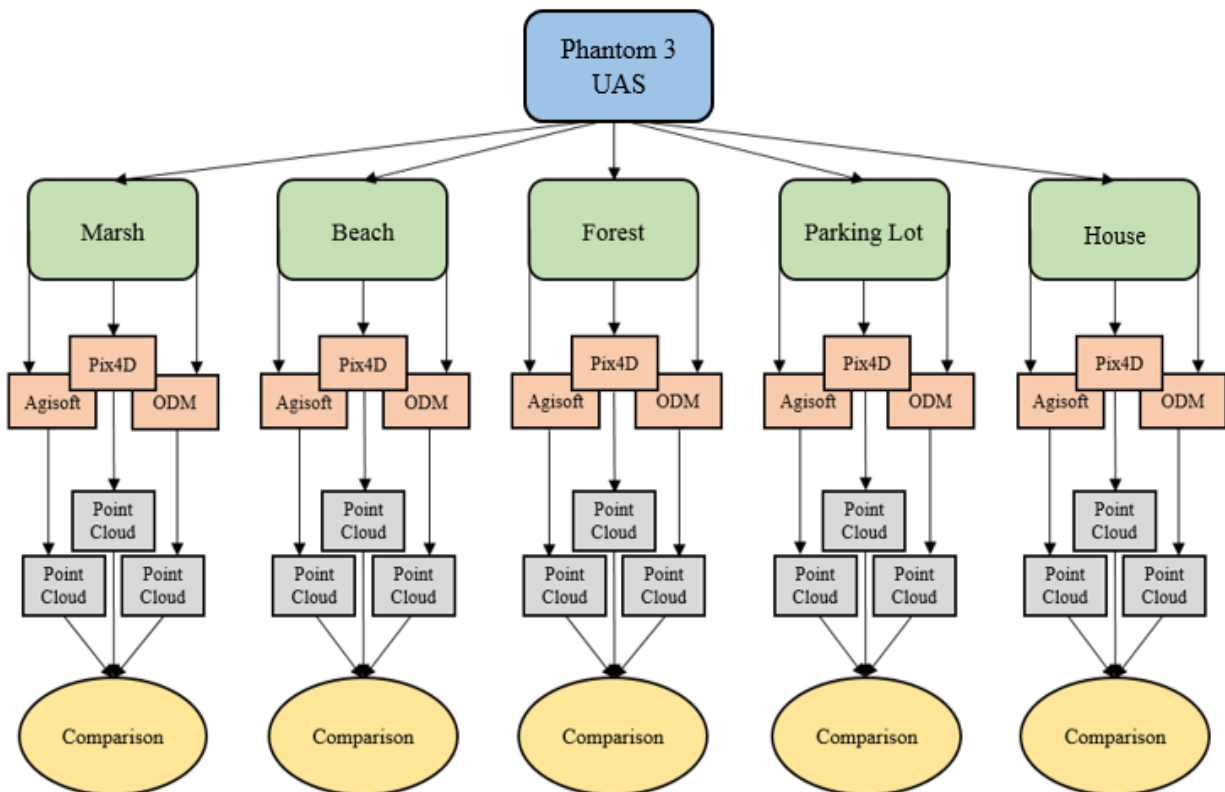 Phantom 3
UAS
Marsh
Beach
Forest
Parking Lot
House
Pix4D
Pix4D
Pix4D
Pix4D
Pix4D
Agisoft
ODM
Agisoft
ODM
Agisoft
ODM
Agisoft
ODM
Agisoft
ODM
Point
Cloud
Point
Cloud
Point
Cloud
Point
Cloud
Point
Cloud
Point
Cloud
Point
Cloud
Point
Cloud
Point
Cloud
Point
Cloud
Point
Cloud
Point
Cloud
Point
Cloud
Point
Cloud
Point
Cloud
Comparison
Comparison
Comparison
Comparison
Comparison